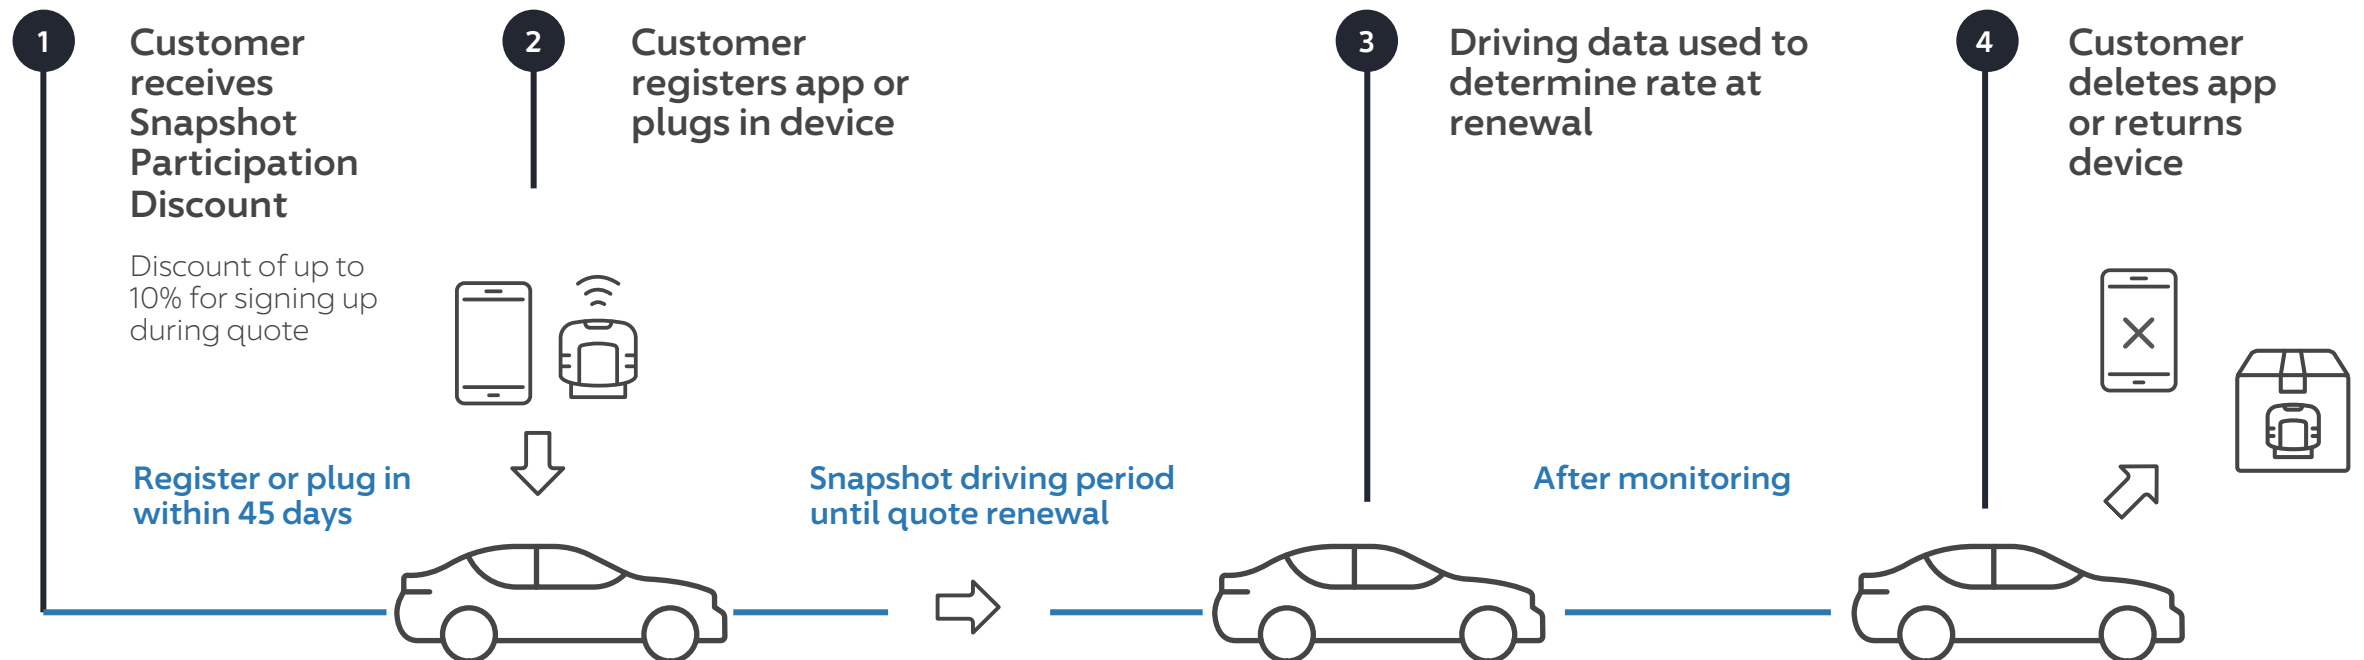 1
Customer
receives
Snapshot
Participation
Discount
Discount of up to
10% for signing up
during quote
Register or plug in
within 45 days
2
Customer
registers app or
plugs in device
Snapshot driving period
until quote renewal
3
Driving data used to
determine rate at
renewal
After monitoring
4
Customer
deletes app
or returns
device